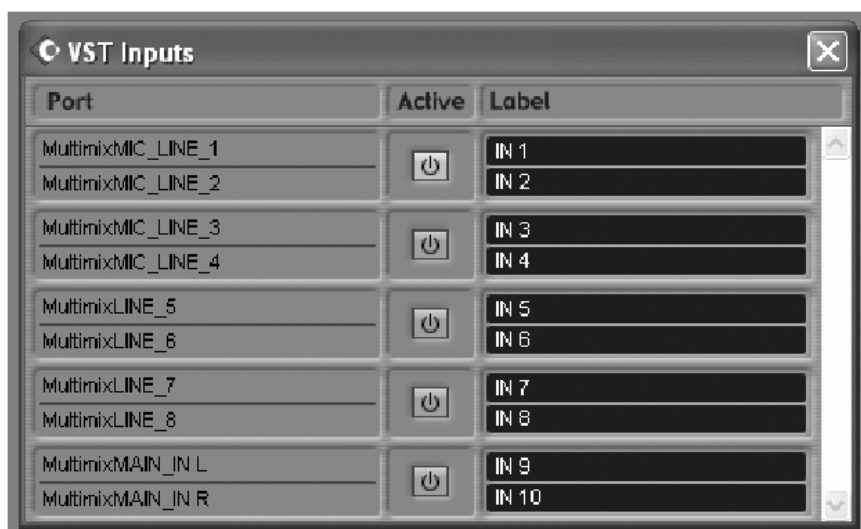 VST Inputs
Port Active Label
MultimixMIC_LINE_1 IN 1
MultimixMIC_LINE_2 IN 2
MultimixMIC_LINE_3 IN 3
MultimixMIC_LINE_4 IN 4
MultimixLINE_5 IN 5
MultimixLINE_6 IN 6
MultimixLINE_7 IN 7
MultimixLINE_8 IN 8
MultimixMAIN_IN L IN 9
MultimixMAIN_IN R IN 10